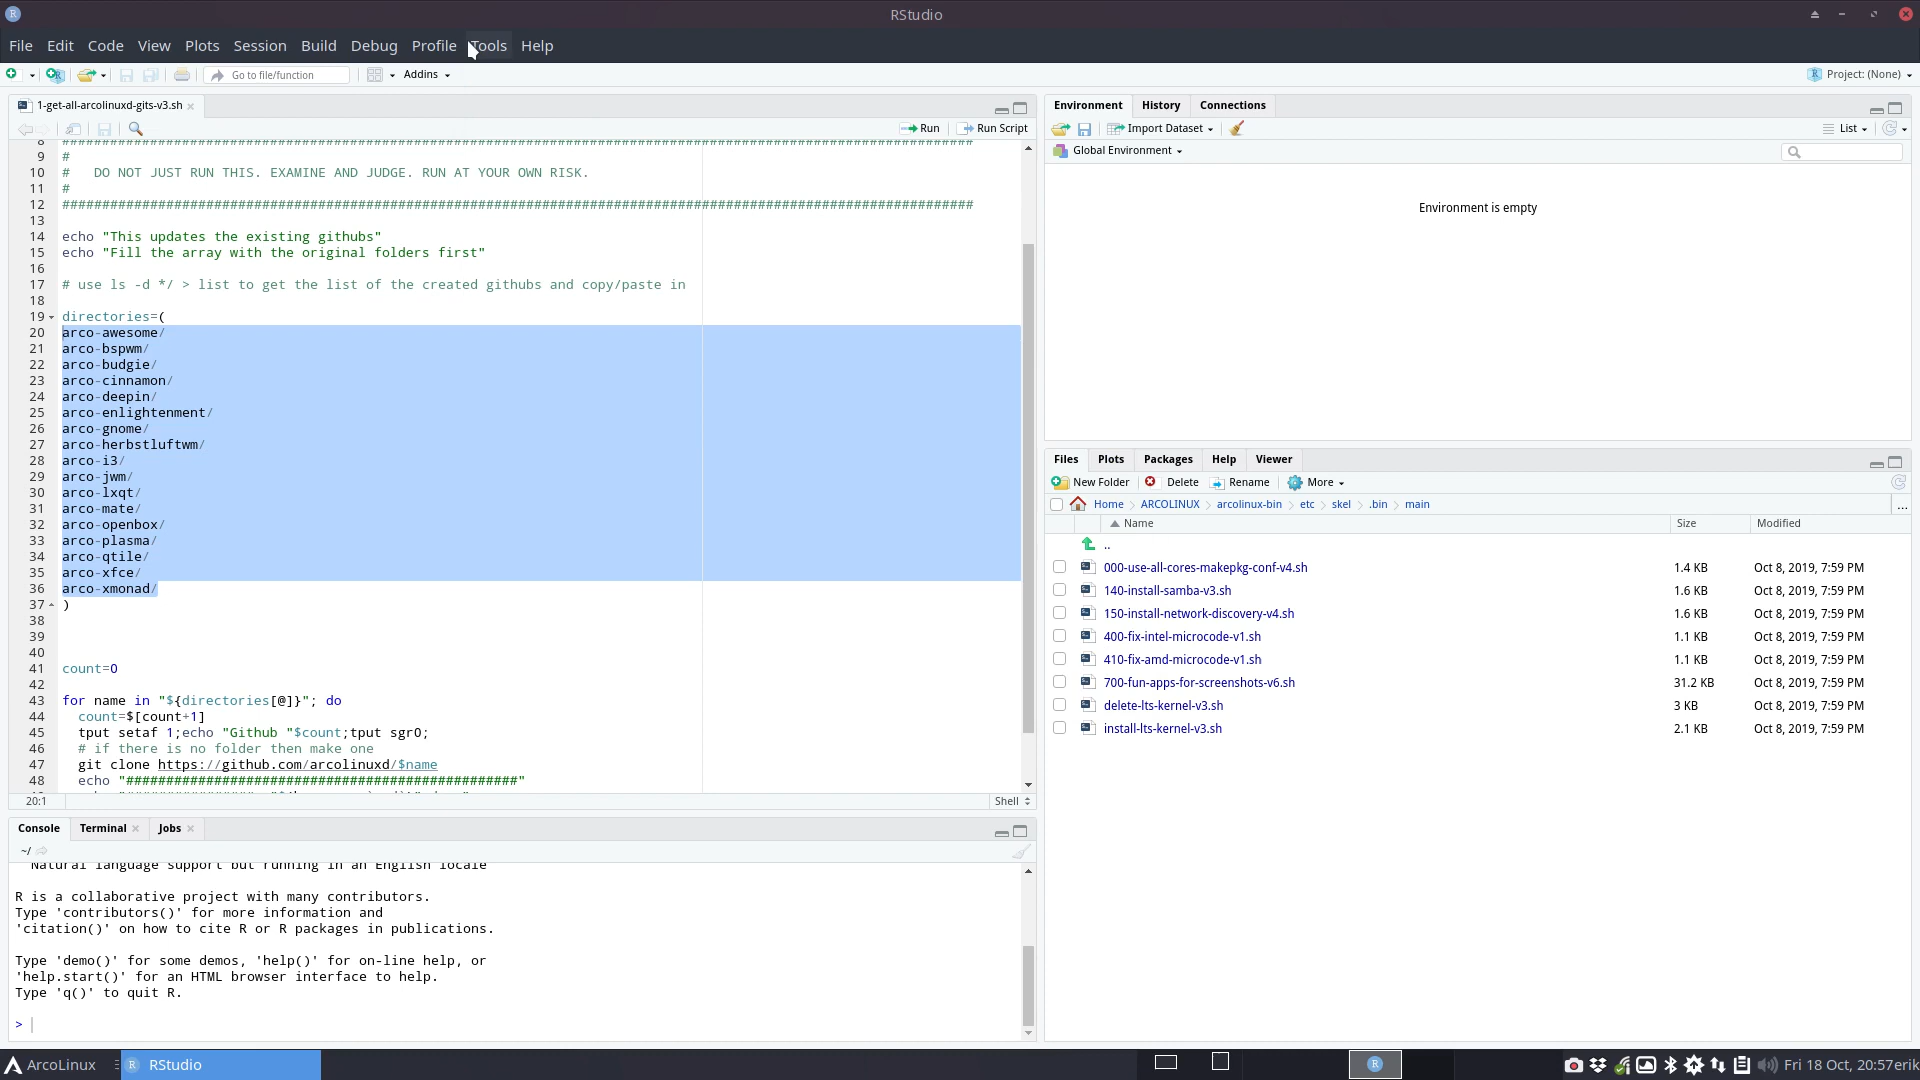 RStudio
File Edit Code View Plots Session Build Debug Profile Tools Help
Go to file/function Addins Project: (None)
1-get-all-arcolinuxd-gits-v3.sh
Run Run Script
8 ##################################################################################################################
9 #
10 #   DO NOT JUST RUN THIS. EXAMINE AND JUDGE. RUN AT YOUR OWN RISK.
11 #
12 ##################################################################################################################
13
14 echo "This updates the existing githubs"
15 echo "Fill the array with the original folders first"
16
17 # use ls -d */ > list to get the list of the created githubs and copy/paste in
18
19 directories=(
20 arco-awesome/
21 arco-bspwm/
22 arco-budgie/
23 arco-cinnamon/
24 arco-deepin/
25 arco-enlightenment/
26 arco-gnome/
27 arco-herbstluftwm/
28 arco-i3/
29 arco-jwm/
30 arco-lxqt/
31 arco-mate/
32 arco-openbox/
33 arco-plasma/
34 arco-qtile/
35 arco-xfce/
36 arco-xmonad/
37 )
38
39
40
41 count=0
42
43 for name in "${directories[@]}"; do
44   count=$[count+1]
45   tput setaf 1;echo "Github "$count;tput sgr0;
46   # if there is no folder then make one
47   git clone https://github.com/arcolinuxd/$name
48   echo "#################################################"
20:1 Shell
Console Terminal Jobs
~/
Natural language support but running in an English locale
R is a collaborative project with many contributors.
Type 'contributors()' for more information and
'citation()' on how to cite R or R packages in publications.
Type 'demo()' for some demos, 'help()' for on-line help, or
'help.start()' for an HTML browser interface to help.
Type 'q()' to quit R.
>
Environment History Connections
Import Dataset List
Global Environment
Environment is empty
Files Plots Packages Help Viewer
New Folder Delete Rename More
Home ARCOLINUX arcolinux-bin etc skel .bin main ...
Name Size Modified
..
000-use-all-cores-makepkg-conf-v4.sh 1.4 KB Oct 8, 2019, 7:59 PM
140-install-samba-v3.sh 1.6 KB Oct 8, 2019, 7:59 PM
150-install-network-discovery-v4.sh 1.6 KB Oct 8, 2019, 7:59 PM
400-fix-intel-microcode-v1.sh 1.1 KB Oct 8, 2019, 7:59 PM
410-fix-amd-microcode-v1.sh 1.1 KB Oct 8, 2019, 7:59 PM
700-fun-apps-for-screenshots-v6.sh 31.2 KB Oct 8, 2019, 7:59 PM
delete-lts-kernel-v3.sh 3 KB Oct 8, 2019, 7:59 PM
install-lts-kernel-v3.sh 2.1 KB Oct 8, 2019, 7:59 PM
ArcoLinux RStudio Fri 18 Oct, 20:57 erik